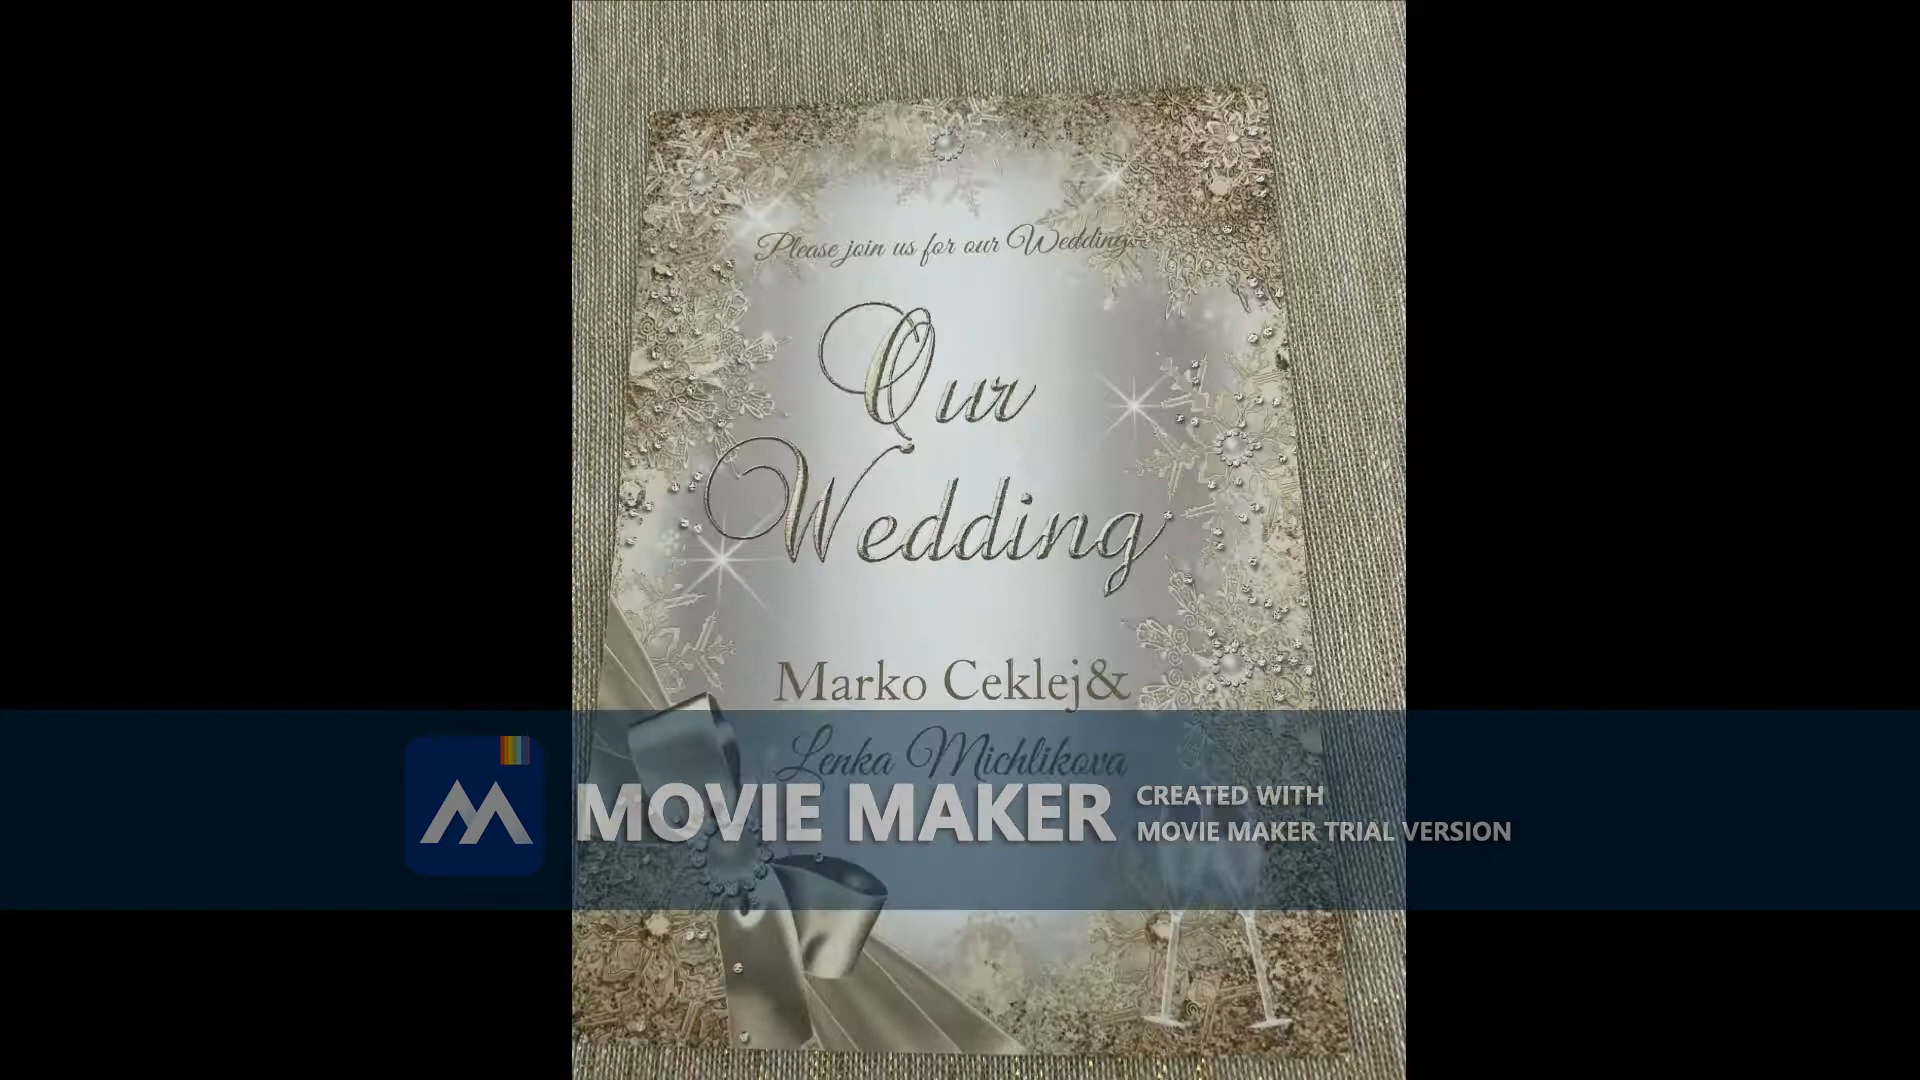 Please join us for our Wedding
Our
Wedding
Marko Ceklej&
Lenka Michlikova
MOVIE MAKER
CREATED WITH
MOVIE MAKER TRIAL VERSION